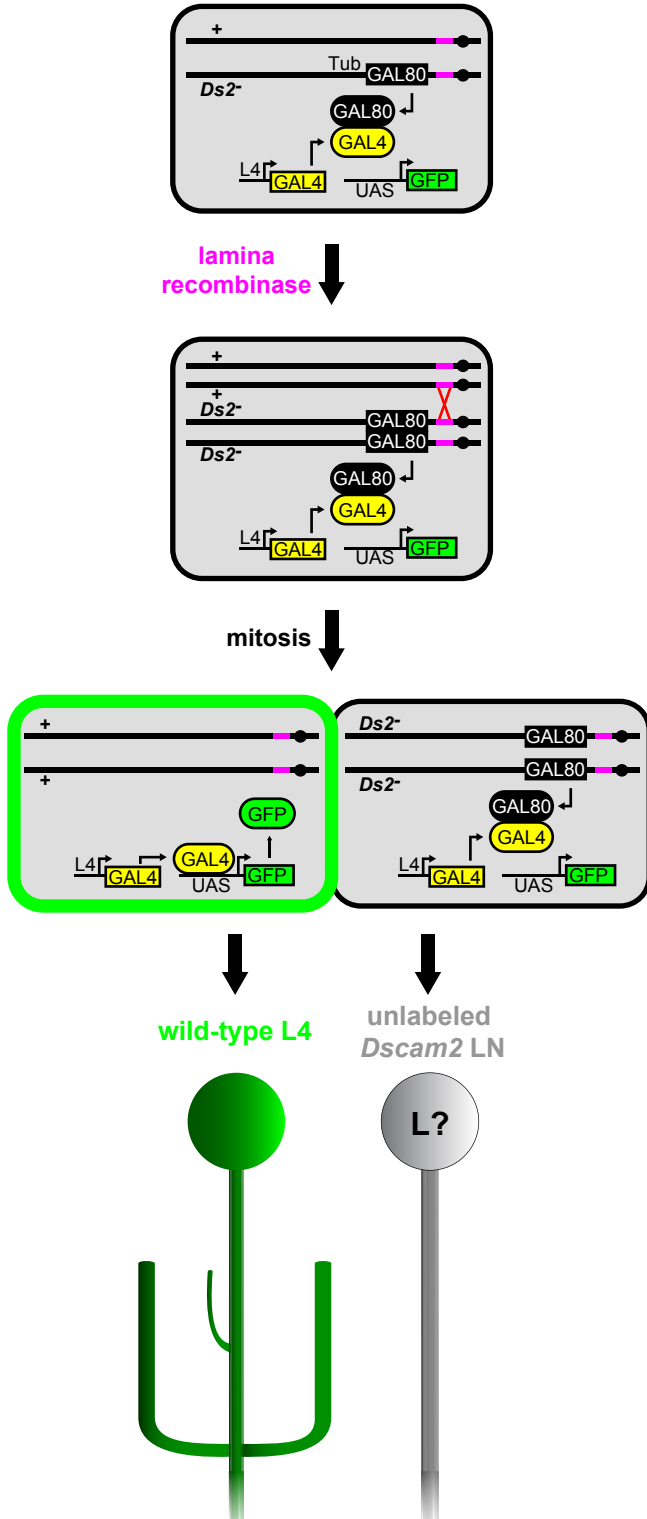 +
Tub
GAL80
Ds2-
GAL80
GAL4
L4
GAL4
UAS
GFP
lamina
recombinase
+
+
Ds2-
GAL80
GAL80
Ds2-
GAL80
GAL4
L4
GAL4
UAS
GFP
mitosis
+
+
GFP
GAL4
L4
GAL4
UAS
GFP
Ds2-
GAL80
GAL80
Ds2-
GAL80
GAL4
L4
GAL4
UAS
GFP
wild-type L4
unlabeled
Dscam2 LN
L?